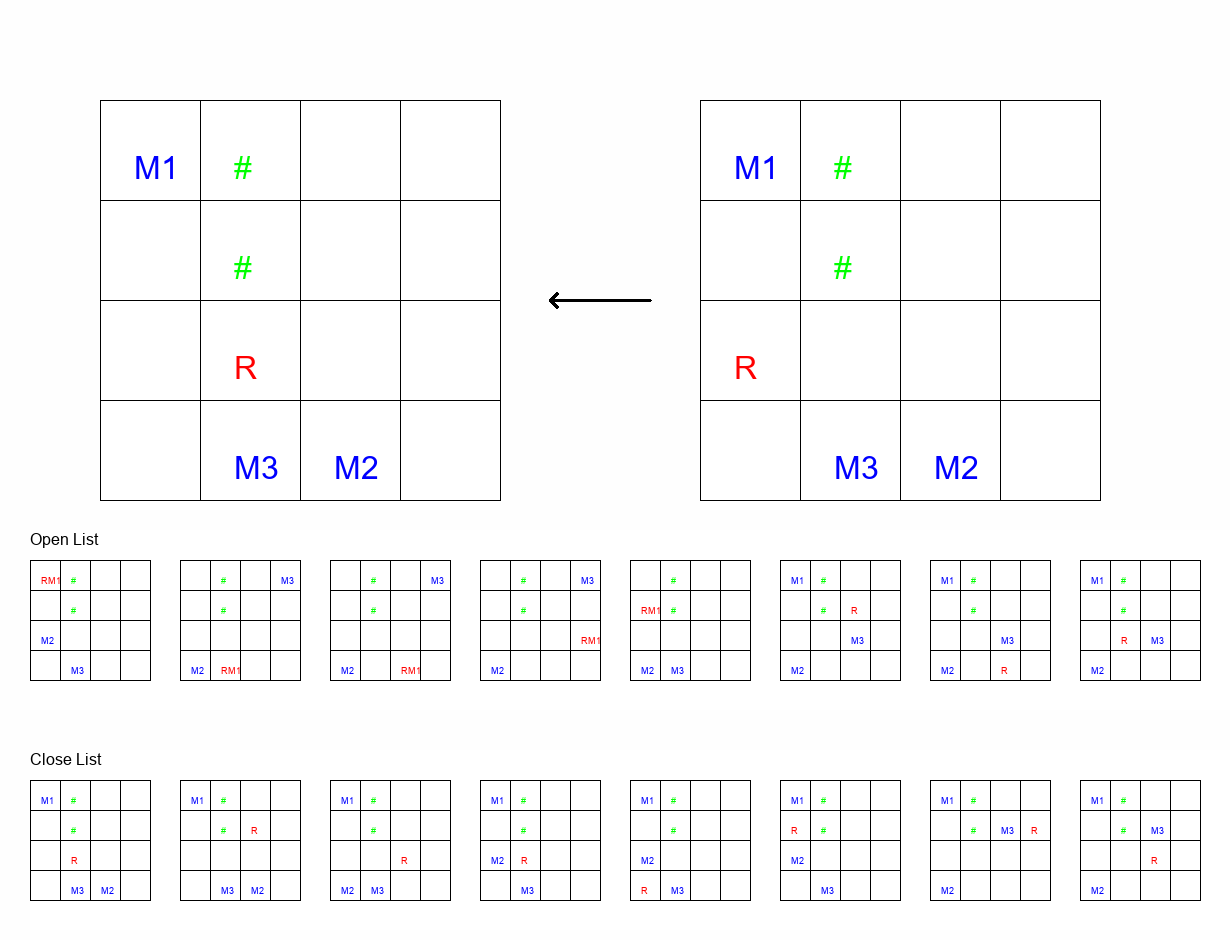 M1 # M1 #
# #
R R
M3 M2 M3 M2
Open List
RM1 # # M3 # M3 # M3 # M1 # M1 # M1 #
# # # # RM1 # # R # #
M2 RM1 M3 M3 R M3
M3 M2 RM1 M2 RM1 M2 M2 M3 M2 M2 R M2
Close List
M1 # M1 # M1 # M1 # M1 # M1 # M1 # M1 #
# # R # # # R # # M3 R # M3
R R M2 R M2 M2 R
M3 M2 M3 M2 M2 M3 M3 R M3 M3 M2 M2